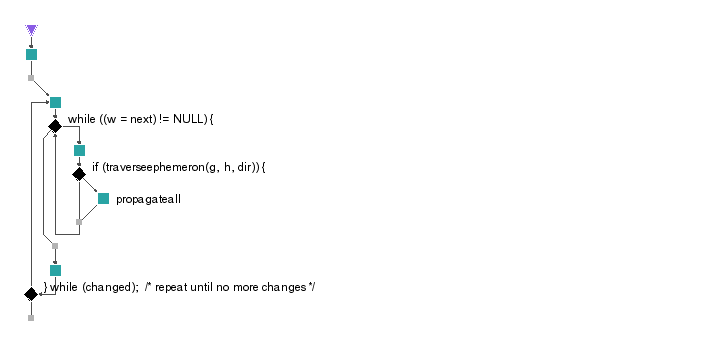 while ((w = next) != NULL) {
if (traverseephemeron(g, h, dir)) {
propagateall
} while (changed);  /* repeat until no more changes */